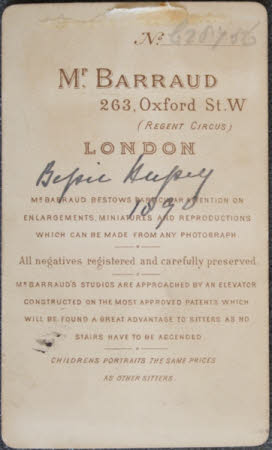 No.
Mr. BARRAUD
263, Oxford St. W
(REGENT CIRCUS)
LONDON
Bessie
1890
MR BARRAUD BESTOWS PARTICULAR ATTENTION ON
ENLARGEMENTS, MINIATURES AND REPRODUCTIONS
WHICH CAN BE MADE FROM ANY PHOTOGRAPH
All negatives registered and carefully preserved.
MR BARRAUD'S STUDIOS ARE APPROACHED BY AN ELEVATOR
CONSTRUCTED ON THE MOST APPROVED PATENTS WHICH
WILL BE FOUND A GREAT ADVANTAGE TO SITTERS AS NO
STAIRS HAVE TO BE ASCENDED
CHILDRENS PORTRAITS THE SAME PRICES
AS OTHER SITTERS.